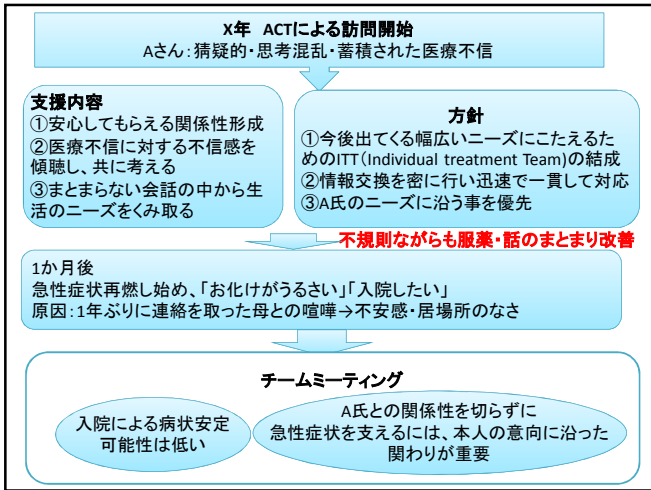 X年 ACTによる訪問開始
Aさん：猜疑的・思考混乱・蓄積された医療不信
支援内容
①安心してもらえる関係性形成
②医療不信に対する不信感を
傾聴し、共に考える
③まとまらない会話の中から生
活のニーズをくみ取る
方針
①今後出てくる幅広いニーズにこたえるた
めのITT（Individual treatment Team）の結成
②情報交換を密に行い迅速で一貫して対応
③A氏のニーズに沿う事を優先
不規則ながらも服薬・話のまとまり改善
1か月後
急性症状再燃し始め、「お化けがうるさい」「入院したい」
原因：1年ぶりに連絡を取った母との喧嘩→不安感・居場所のなさ
チームミーティング
入院による病状安定
可能性は低い
A氏との関係性を切らずに
急性症状を支えるには、本人の意向に沿った
関わりが重要